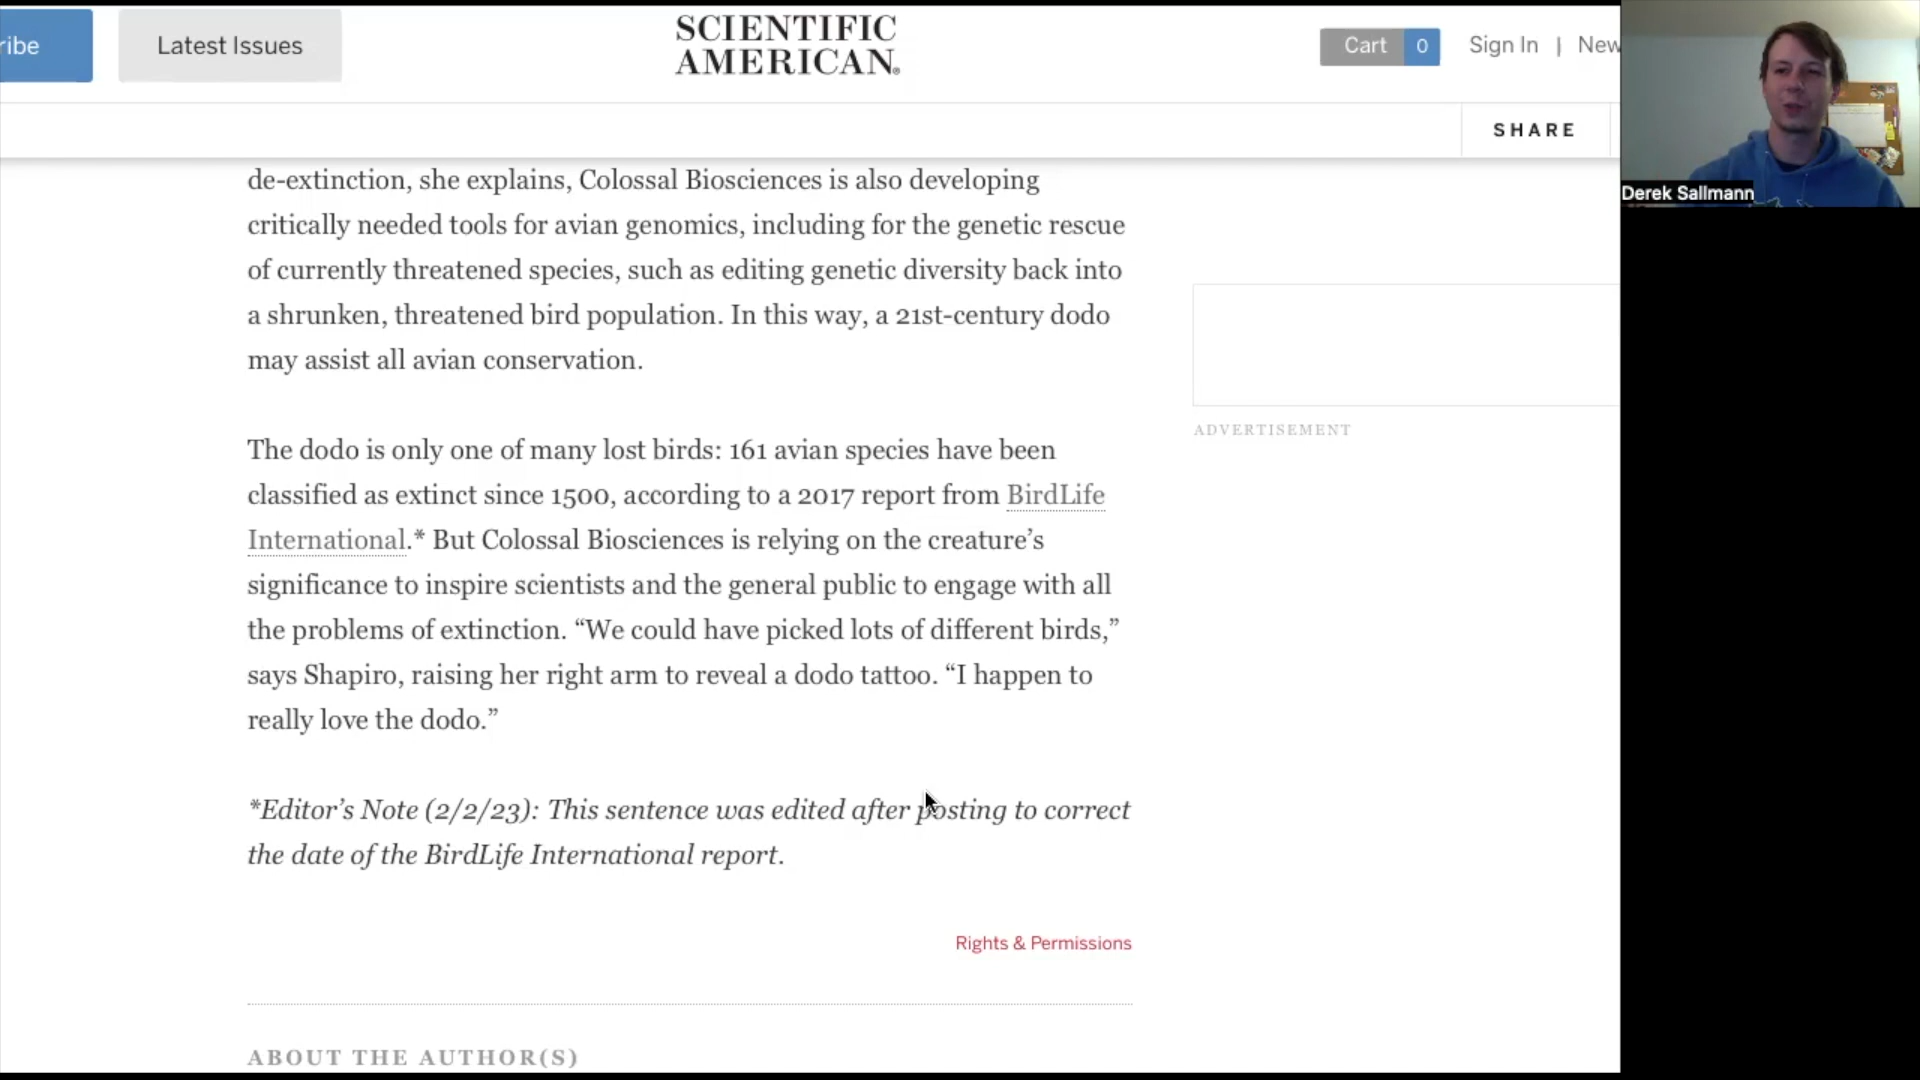 ribe
Latest Issues
SCIENTIFIC
AMERICAN®
Cart 0
Sign In | New
SHARE
Derek Sallmann
de-extinction, she explains, Colossal Biosciences is also developing
critically needed tools for avian genomics, including for the genetic rescue
of currently threatened species, such as editing genetic diversity back into
a shrunken, threatened bird population. In this way, a 21st-century dodo
may assist all avian conservation.
ADVERTISEMENT
The dodo is only one of many lost birds: 161 avian species have been
classified as extinct since 1500, according to a 2017 report from BirdLife
International.* But Colossal Biosciences is relying on the creature’s
significance to inspire scientists and the general public to engage with all
the problems of extinction. “We could have picked lots of different birds,”
says Shapiro, raising her right arm to reveal a dodo tattoo. “I happen to
really love the dodo.”
*Editor’s Note (2/2/23): This sentence was edited after posting to correct
the date of the BirdLife International report.
Rights & Permissions
ABOUT THE AUTHOR(S)